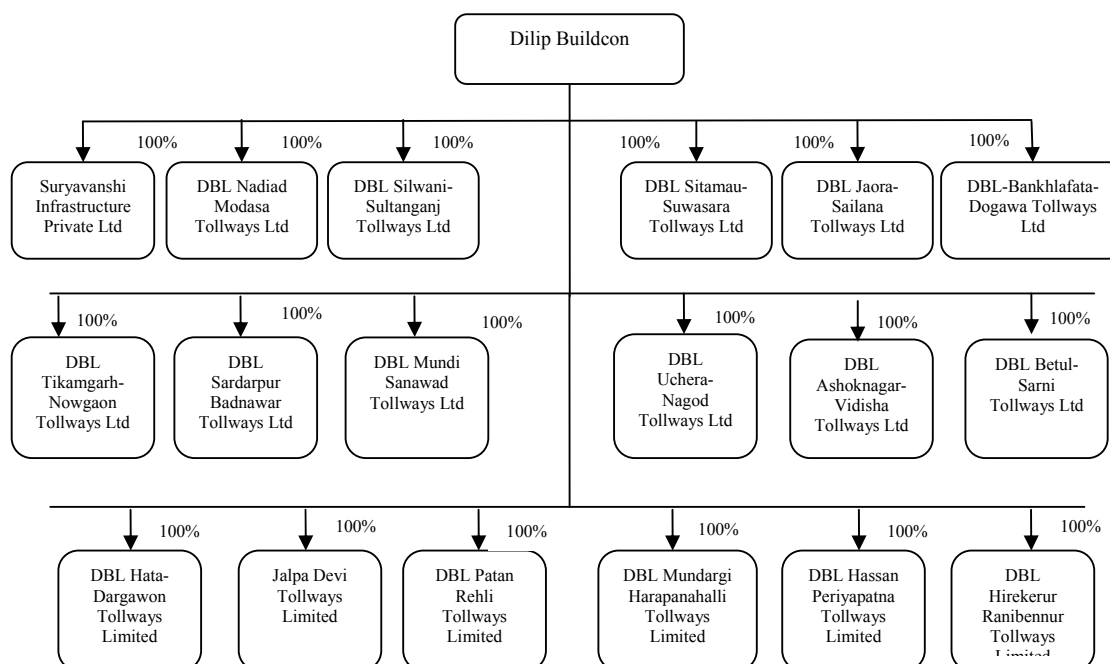 Dilip Buildcon
100%
100%
100%
100%
100%
100%
Suryavanshi
Infrastructure
Private Ltd
DBL Nadiad
Modasa
Tollways Ltd
DBL Silwani-
Sultanganj
Tollways Ltd
DBL Sitamau-
Suwasara
Tollways Ltd
DBL Jaora-
Sailana
Tollways Ltd
DBL-Bankhlafata-
Dogawa Tollways
Ltd
100%
100%
100%
100%
100%
100%
DBL
Tikamgarh-
Nowgaon
Tollways Ltd
DBL
Sardarpur
Badnawar
Tollways Ltd
DBL Mundi
Sanawad
Tollways Ltd
DBL
Uchera-
Nagod
Tollways Ltd
DBL
Ashoknagar-
Vidisha
Tollways Ltd
DBL Betul-
Sarni
Tollways Ltd
100%
100%
100%
100%
100%
100%
DBL Hata-
Dargawon
Tollways
Limited
Jalpa Devi
Tollways
Limited
DBL Patan
Rehli
Tollways
Limited
DBL Mundargi
Harapanahalli
Tollways
Limited
DBL Hassan
Periyapatna
Tollways
Limited
DBL
Hirekerur
Ranibennur
Tollways
Limited